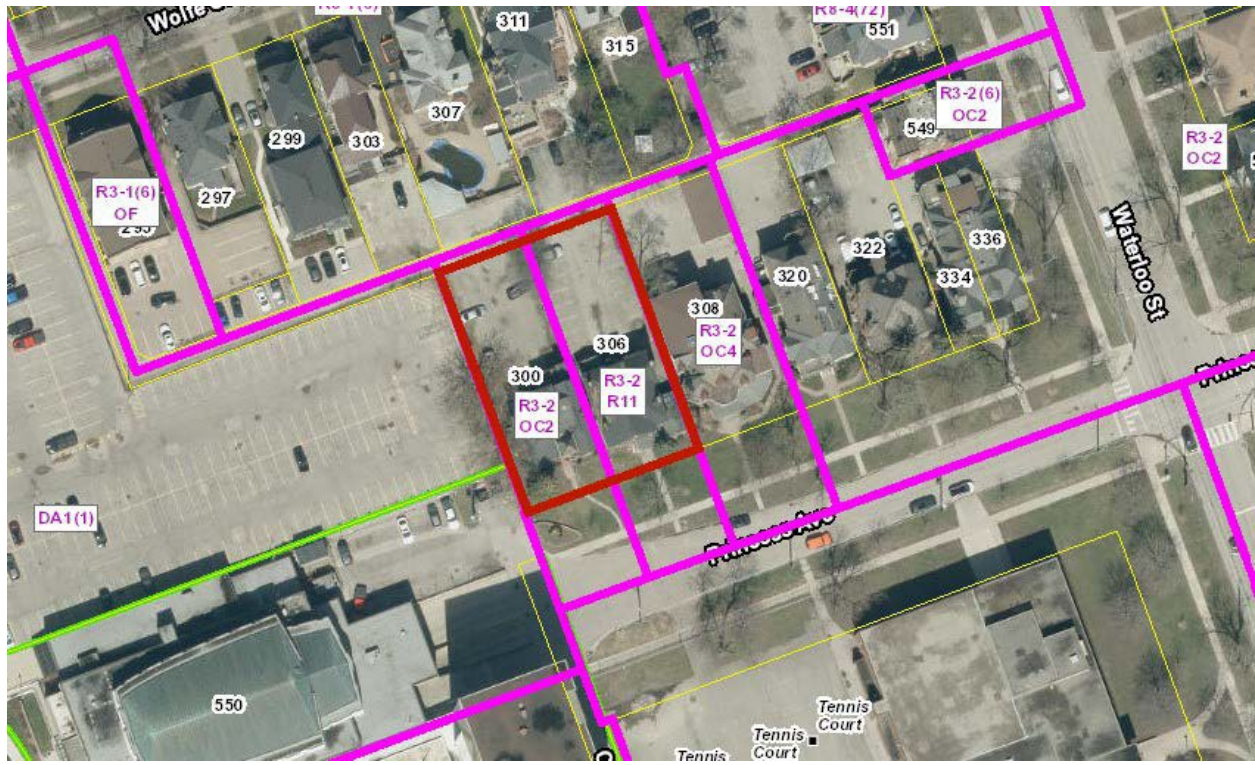 Wolfe
311
315
R8-4(72)
551
307
299
303
549
R3-2(6)
OC2
R3-2
OC2
297
R3-1(6)
OF
295
Waterloo St
336
322
334
320
308
R3-2
OC4
306
R3-2
R11
300
R3-2
OC2
DA1(1)
Princess Ave
550
Tennis
Court
Tennis
Court
Tennis